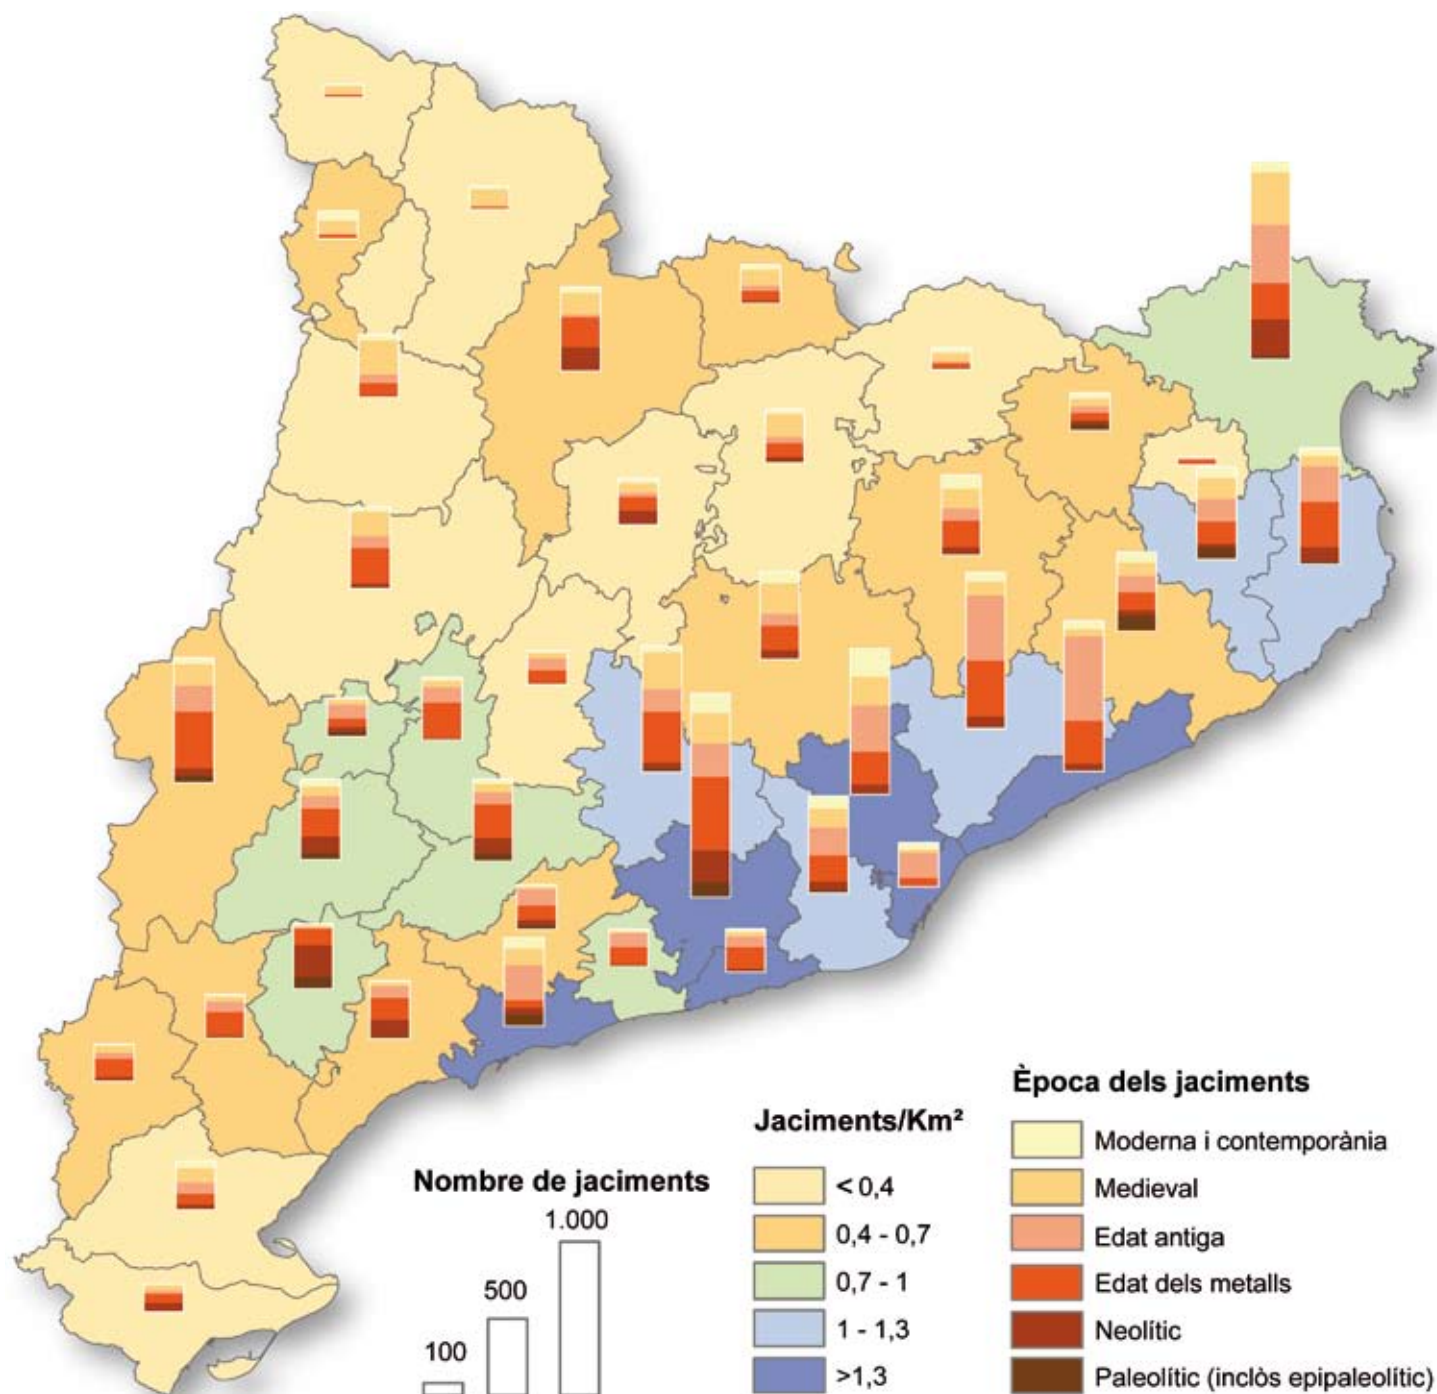 Època dels jaciments
Jaciments/Km²
Moderna i contemporània
Nombre de jaciments
< 0,4
Medieval
1.000
0,4 - 0,7
Edat antiga
500
0,7 - 1
Edat dels metalls
100
1 - 1,3
Neolític
>1,3
Paleolític (inclòs epipaleolític)